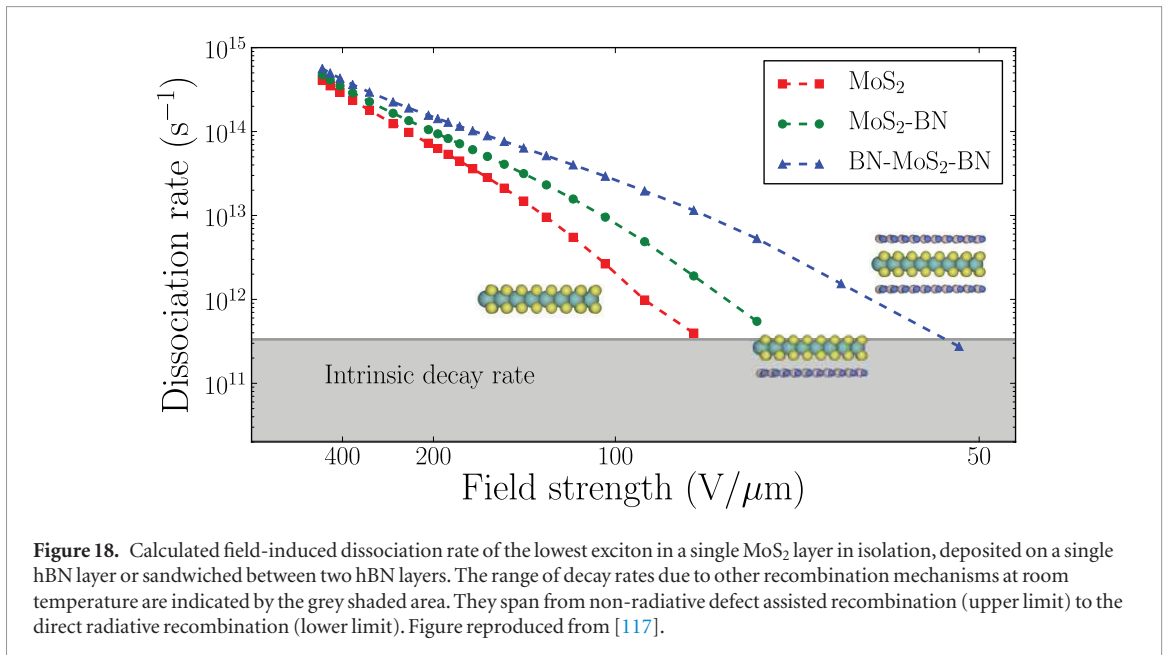 10^15
10^14
10^13
10^12
10^11
Dissociation rate (s^−1)
MoS₂
MoS₂-BN
BN-MoS₂-BN
Intrinsic decay rate
400 200 100 50
Field strength (V/μm)
Figure 18. Calculated field-induced dissociation rate of the lowest exciton in a single MoS₂ layer in isolation, deposited on a single
hBN layer or sandwiched between two hBN layers. The range of decay rates due to other recombination mechanisms at room
temperature are indicated by the grey shaded area. They span from non-radiative defect assisted recombination (upper limit) to the
direct radiative recombination (lower limit). Figure reproduced from [117].